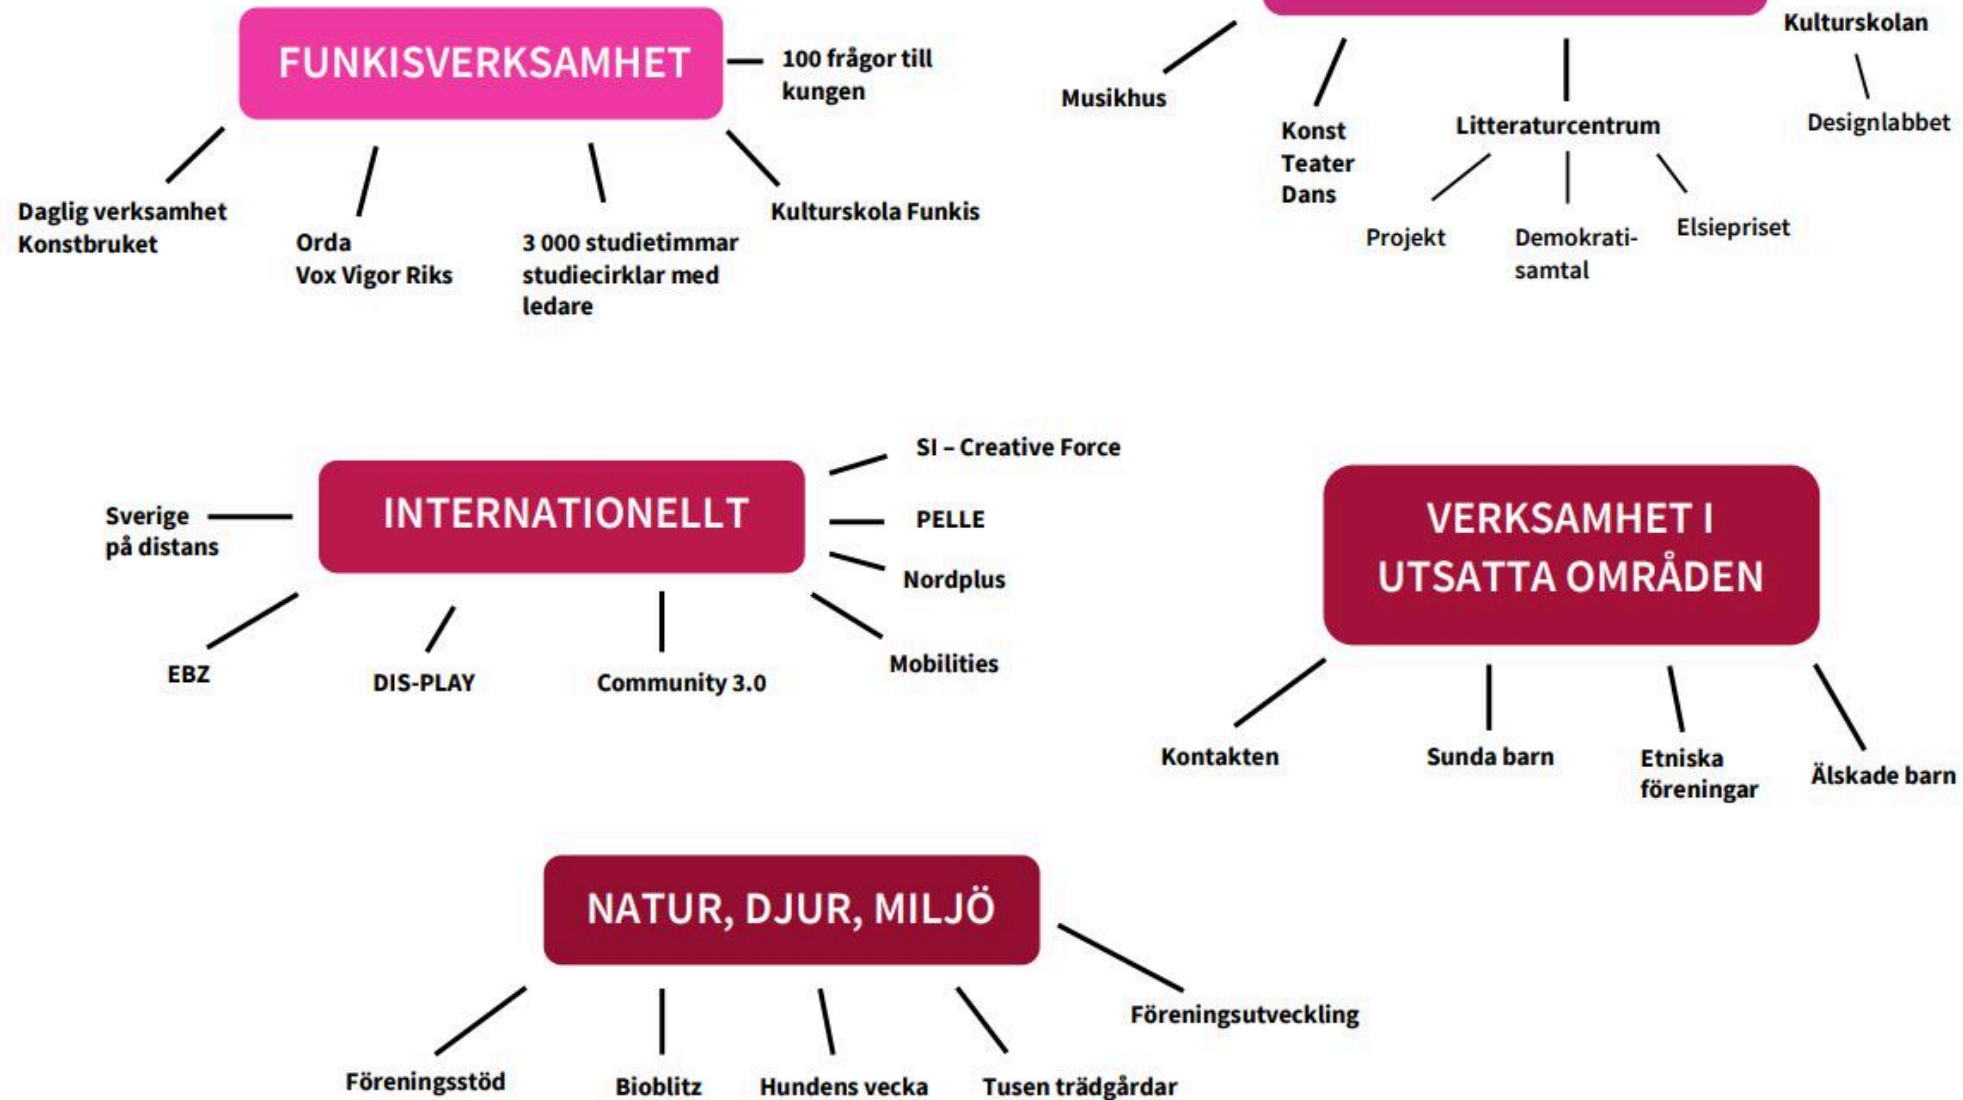 FUNKISVERKSAMHET
100 frågor till
kungen
Daglig verksamhet
Konstbruket
Orda
Vox Vigor Riks
3 000 studietimmar
studiecirklar med
ledare
Kulturskola Funkis
Kulturskolan
Designlabbet
Musikhus
Konst
Teater
Dans
Litteraturcentrum
Projekt
Demokrati-
samtal
Elsiepriset
INTERNATIONELLT
Sverige
på distans
SI – Creative Force
PELLE
Nordplus
Mobilities
EBZ
DIS-PLAY
Community 3.0
VERKSAMHET I
UTSATTA OMRÅDEN
Kontakten
Sunda barn
Etniska
föreningar
Älskade barn
NATUR, DJUR, MILJÖ
Föreningsstöd
Bioblitz
Hundens vecka
Tusen trädgårdar
Föreningsutveckling